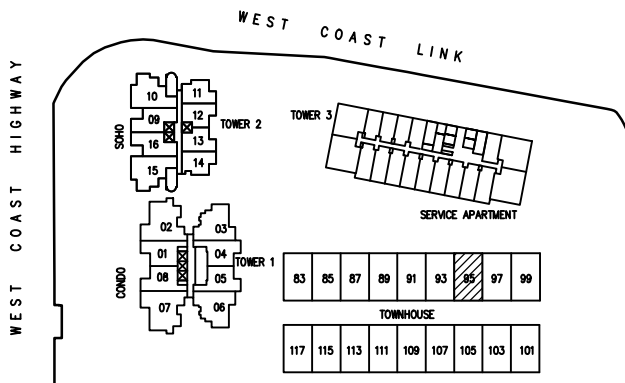 WEST COAST LINK
WEST COAST HIGHWAY
10
11
09
12
TOWER 2
SOHO
16
13
15
14
TOWER 3
SERVICE APARTMENT
02
03
01
04
TOWER 1
CONDO
08
05
07
06
83 85 87 89 91 93 95 97 99
TOWNHOUSE
117 115 113 111 109 107 105 103 101